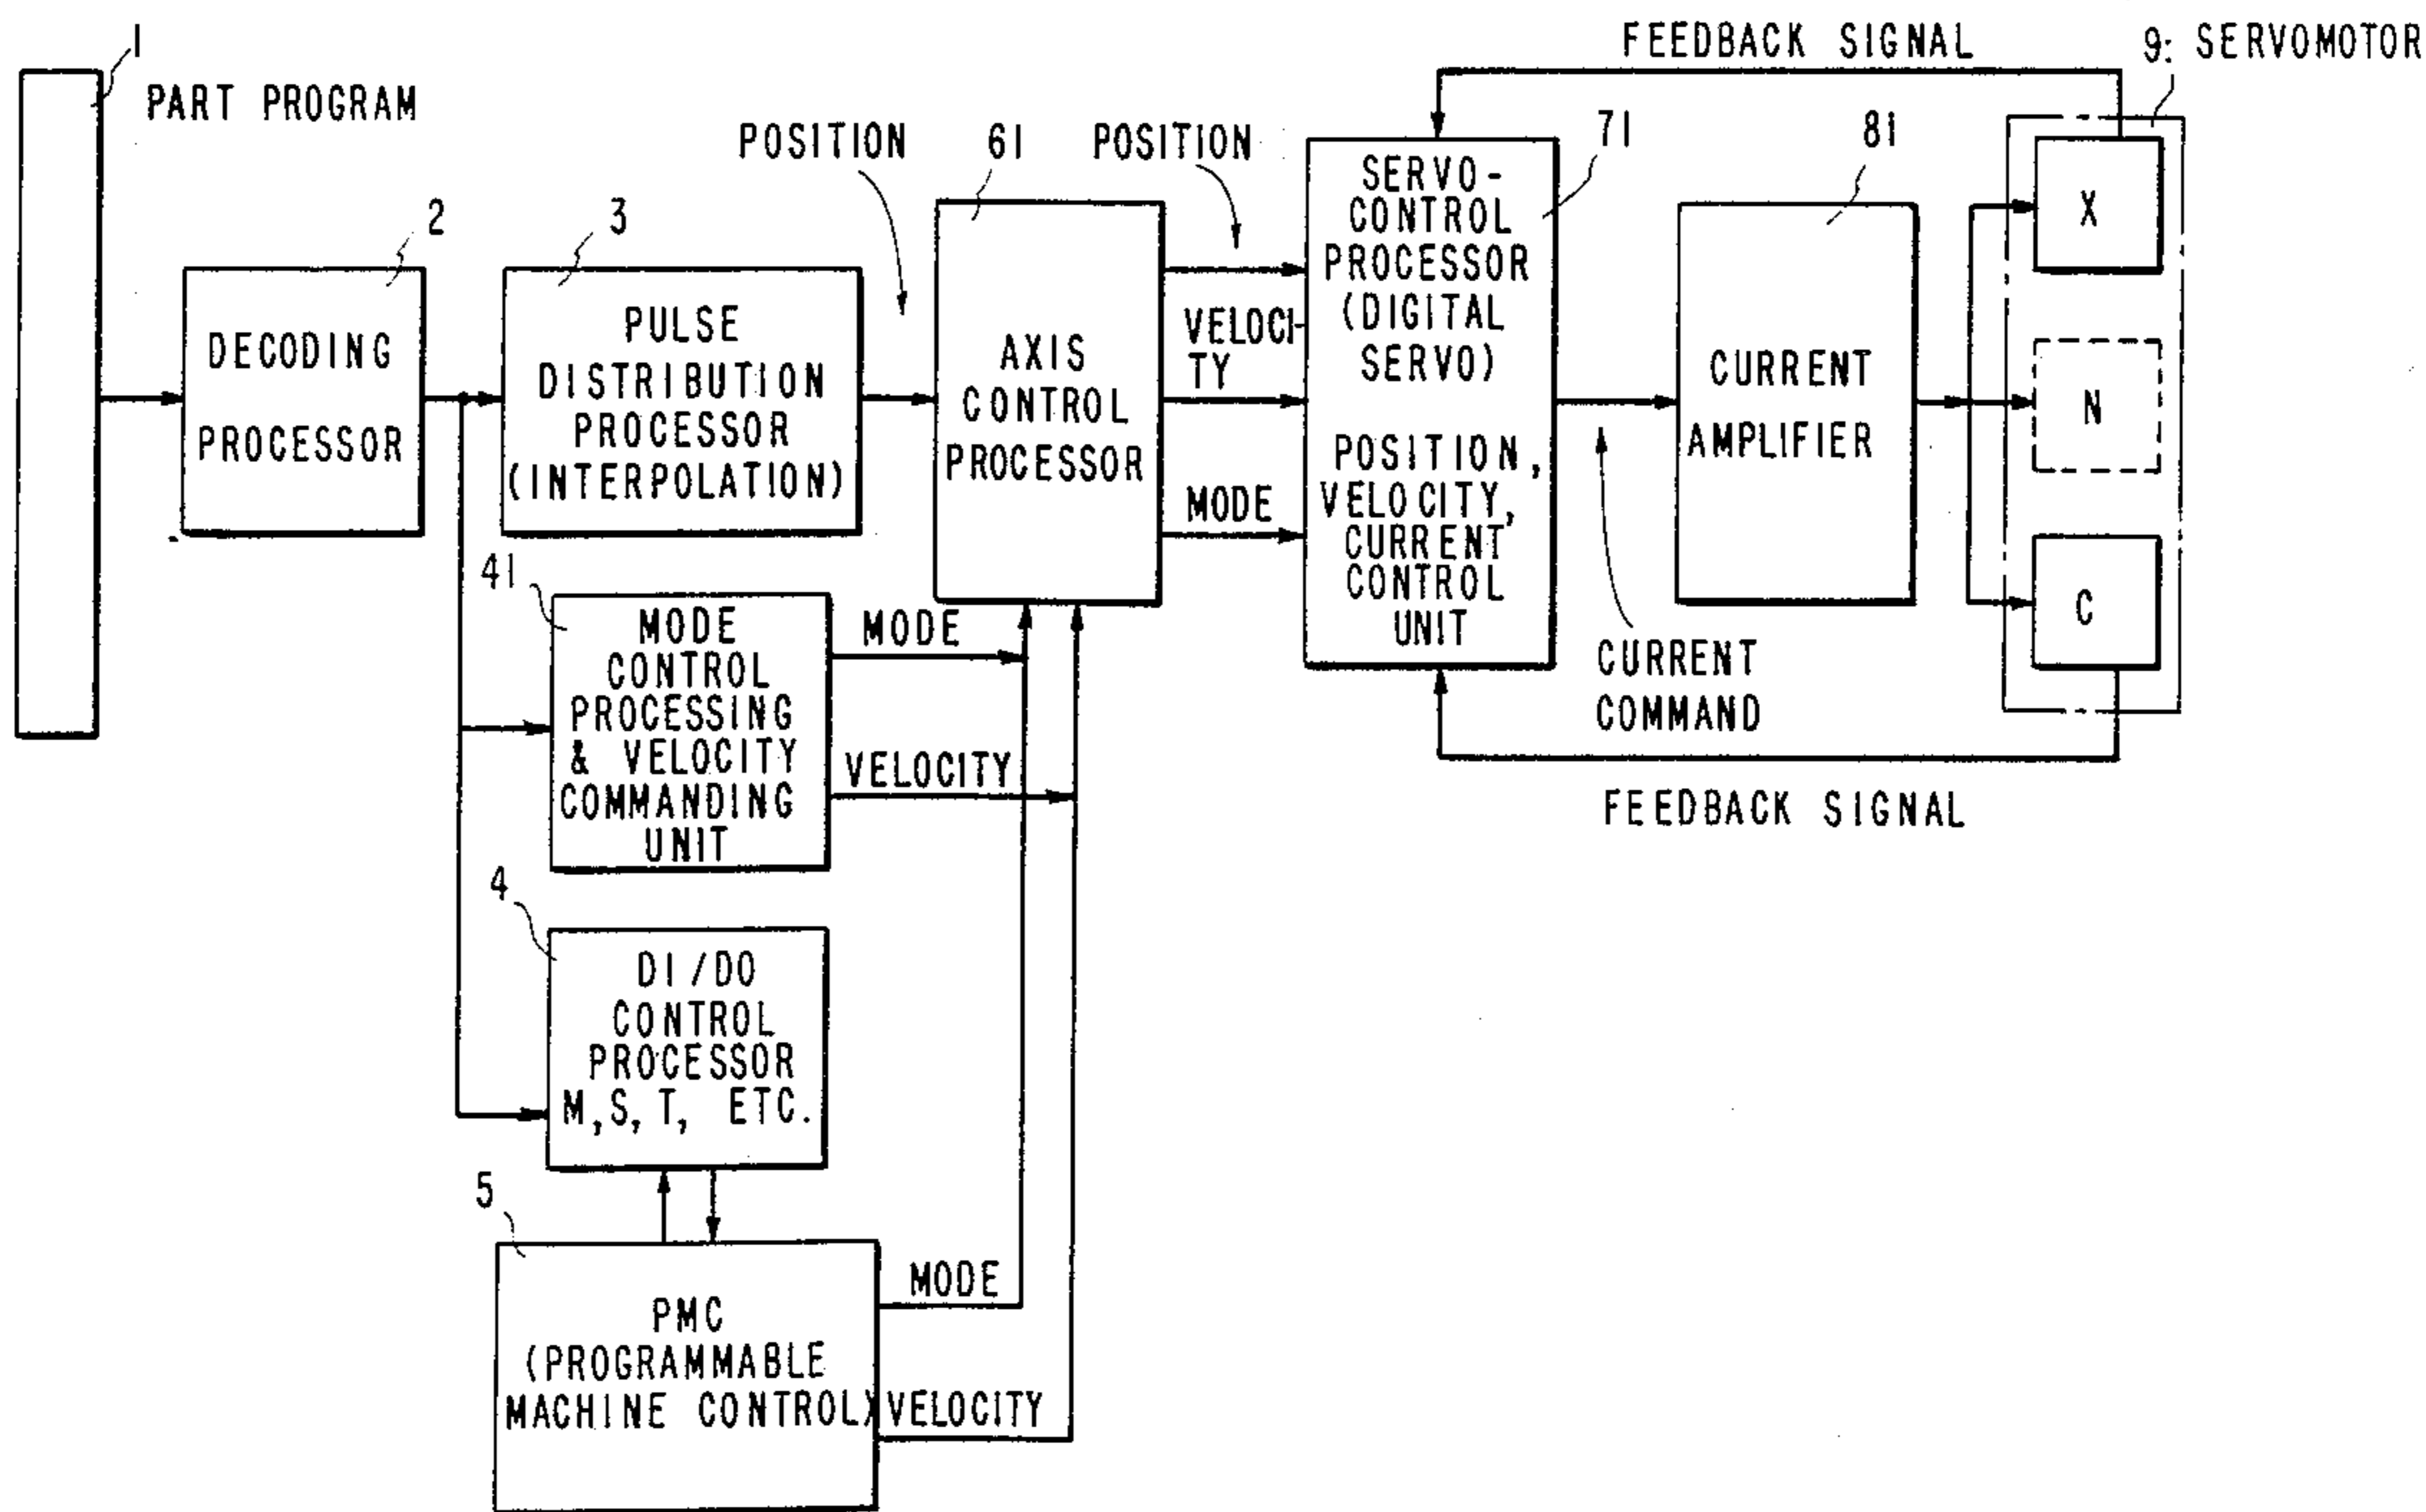 1
PART PROGRAM
2
DECODING
PROCESSOR
3
PULSE
DISTRIBUTION
PROCESSOR
(INTERPOLATION)
POSITION
61
AXIS
CONTROL
PROCESSOR
POSITION
VELOCI-
TY
MODE
FEEDBACK SIGNAL
71
SERVO-
CONTROL
PROCESSOR
(DIGITAL
SERVO)
POSITION,
VELOCITY,
CURRENT
CONTROL
UNIT
CURRENT
COMMAND
81
CURRENT
AMPLIFIER
9: SERVOMOTOR
X
N
C
FEEDBACK SIGNAL
41
MODE
CONTROL
PROCESSING
& VELOCITY
COMMANDING
UNIT
MODE
VELOCITY
4
DI/DO
CONTROL
PROCESSOR
M,S,T, ETC.
5
PMC
(PROGRAMMABLE
MACHINE CONTROL)
MODE
VELOCITY